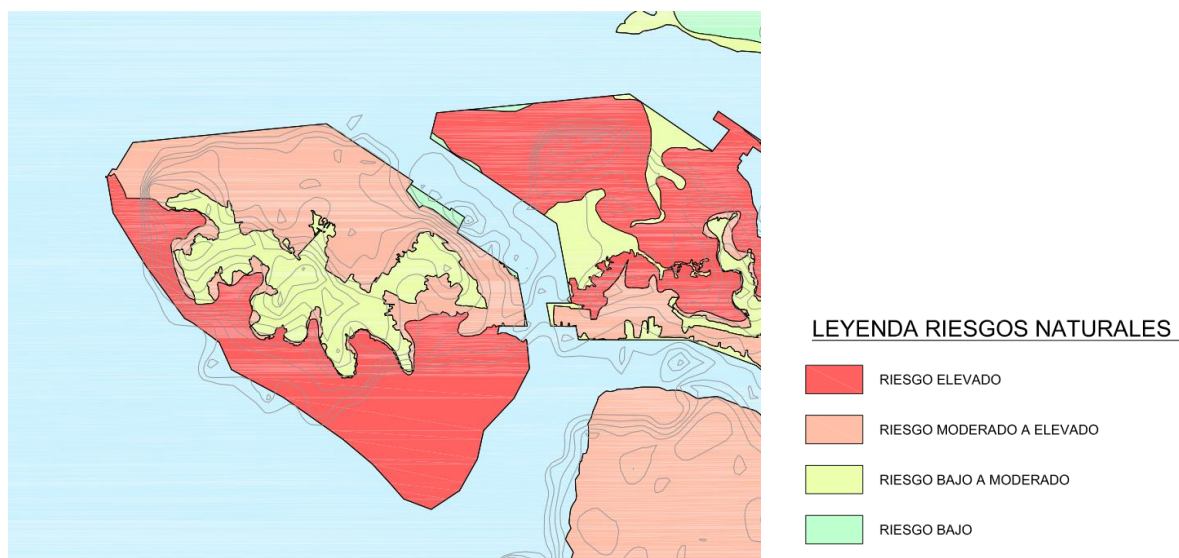 LEYENDA RIESGOS NATURALES
RIESGO ELEVADO
RIESGO MODERADO A ELEVADO
RIESGO BAJO A MODERADO
RIESGO BAJO